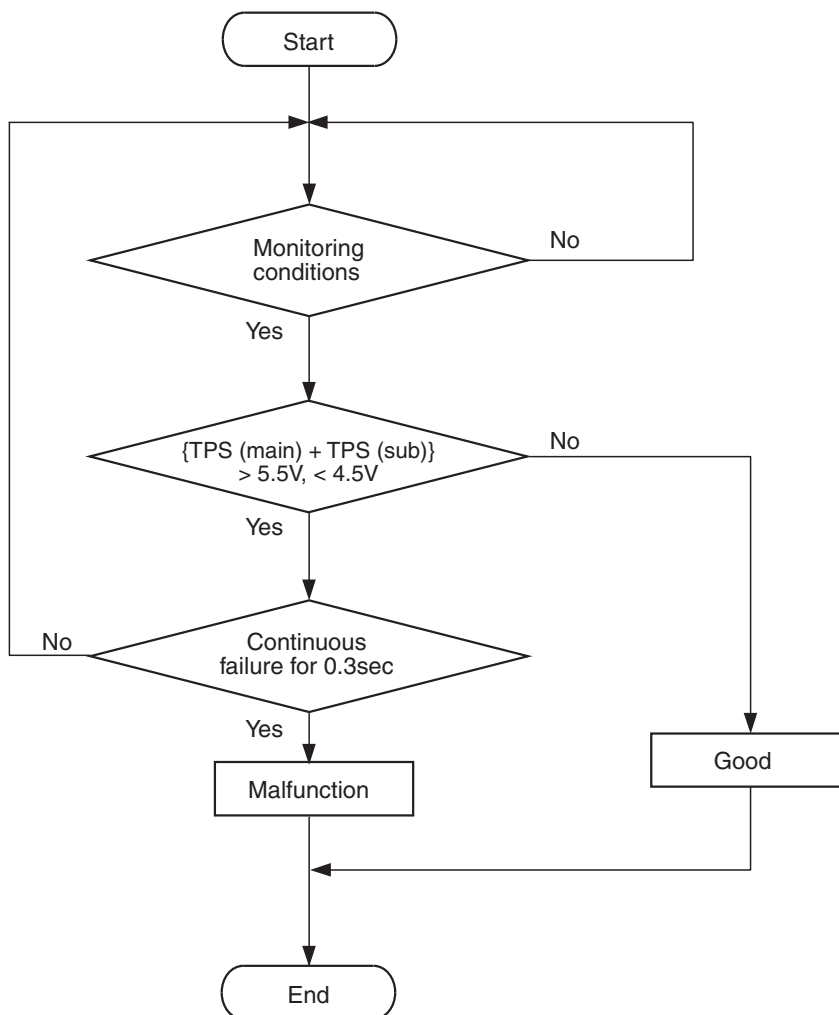 Start
Monitoring
conditions
No
Yes
{TPS (main) + TPS (sub)}
> 5.5V, < 4.5V
No
Yes
Continuous
failure for 0.3sec
No
Yes
Malfunction
Good
End